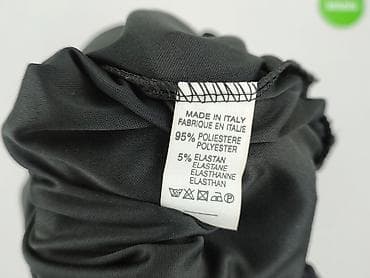 MADE IN ITALY
FABRIQUE EN ITALIE
95% POLIESTERE
POLYESTER
5% ELASTAN
ELASTANE
ELASTHANNE
ELASTHAN